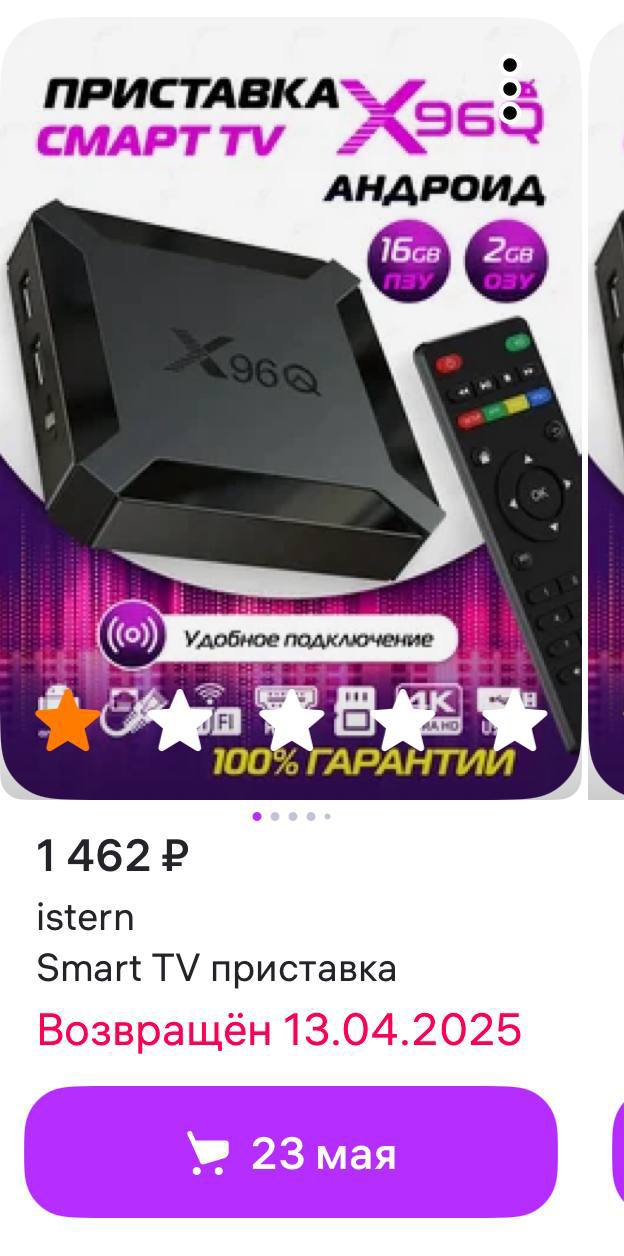 ПРИСТАВКА
СМАРТ TV
X96Q
АНДРОИД
16GB
ПЗУ
2GB
ОЗУ
X96Q
OK
Удобное подключение
4K
100% ГАРАНТИИ
1 462 ₽
istern
Smart TV приставка
Возвращён 13.04.2025
23 мая